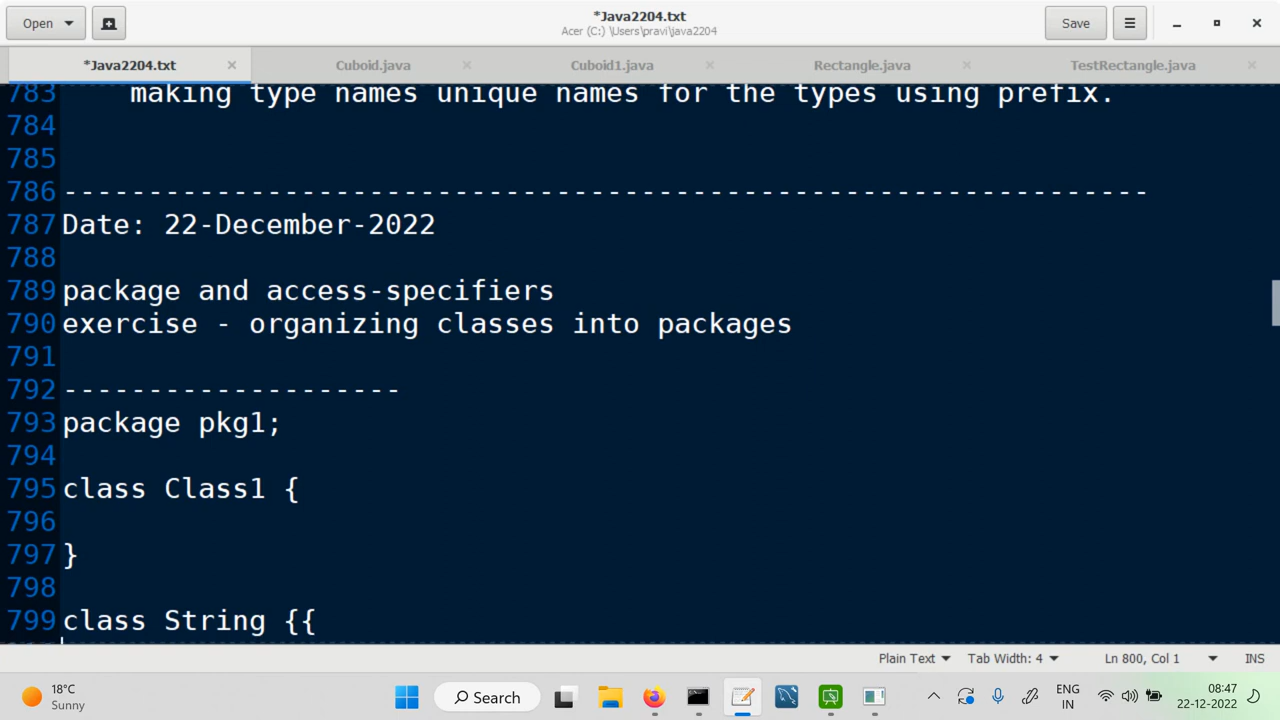 Open
*Java2204.txt
Acer (C:) \Users\pravi\java2204
Save
*Java2204.txt
Cuboid.java
Cuboid1.java
Rectangle.java
TestRectangle.java
783 making type names unique names for the types using prefix.
784
785
786 ----------------------------------------------------------------
787 Date: 22-December-2022
788
789 package and access-specifiers
790 exercise - organizing classes into packages
791
792 --------------------
793 package pkg1;
794
795 class Class1 {
796
797 }
798
799 class String {{
Plain Text
Tab Width: 4
Ln 800, Col 1
INS
18°C
Sunny
Search
ENG
IN
08:47
22-12-2022